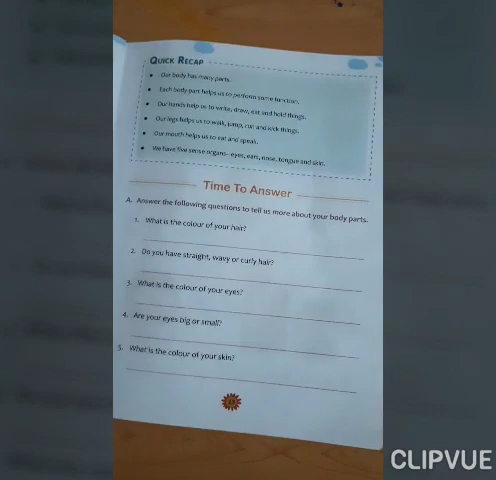 QUICK RECAP
• Our body has many parts.
• Each body part helps us to perform some function.
• Our hands help us to write, draw, eat and hold things.
• Our legs helps us to walk, jump, run and kick things.
• Our mouth helps us to eat and speak.
• We have five sense organs—eyes, ears, nose, tongue and skin.
Time To Answer
A. Answer the following questions to tell us more about your body parts.
1. What is the colour of your hair?
2. Do you have straight, wavy or curly hair?
3. What is the colour of your eyes?
4. Are your eyes big or small?
5. What is the colour of your skin?
CLIPVUE